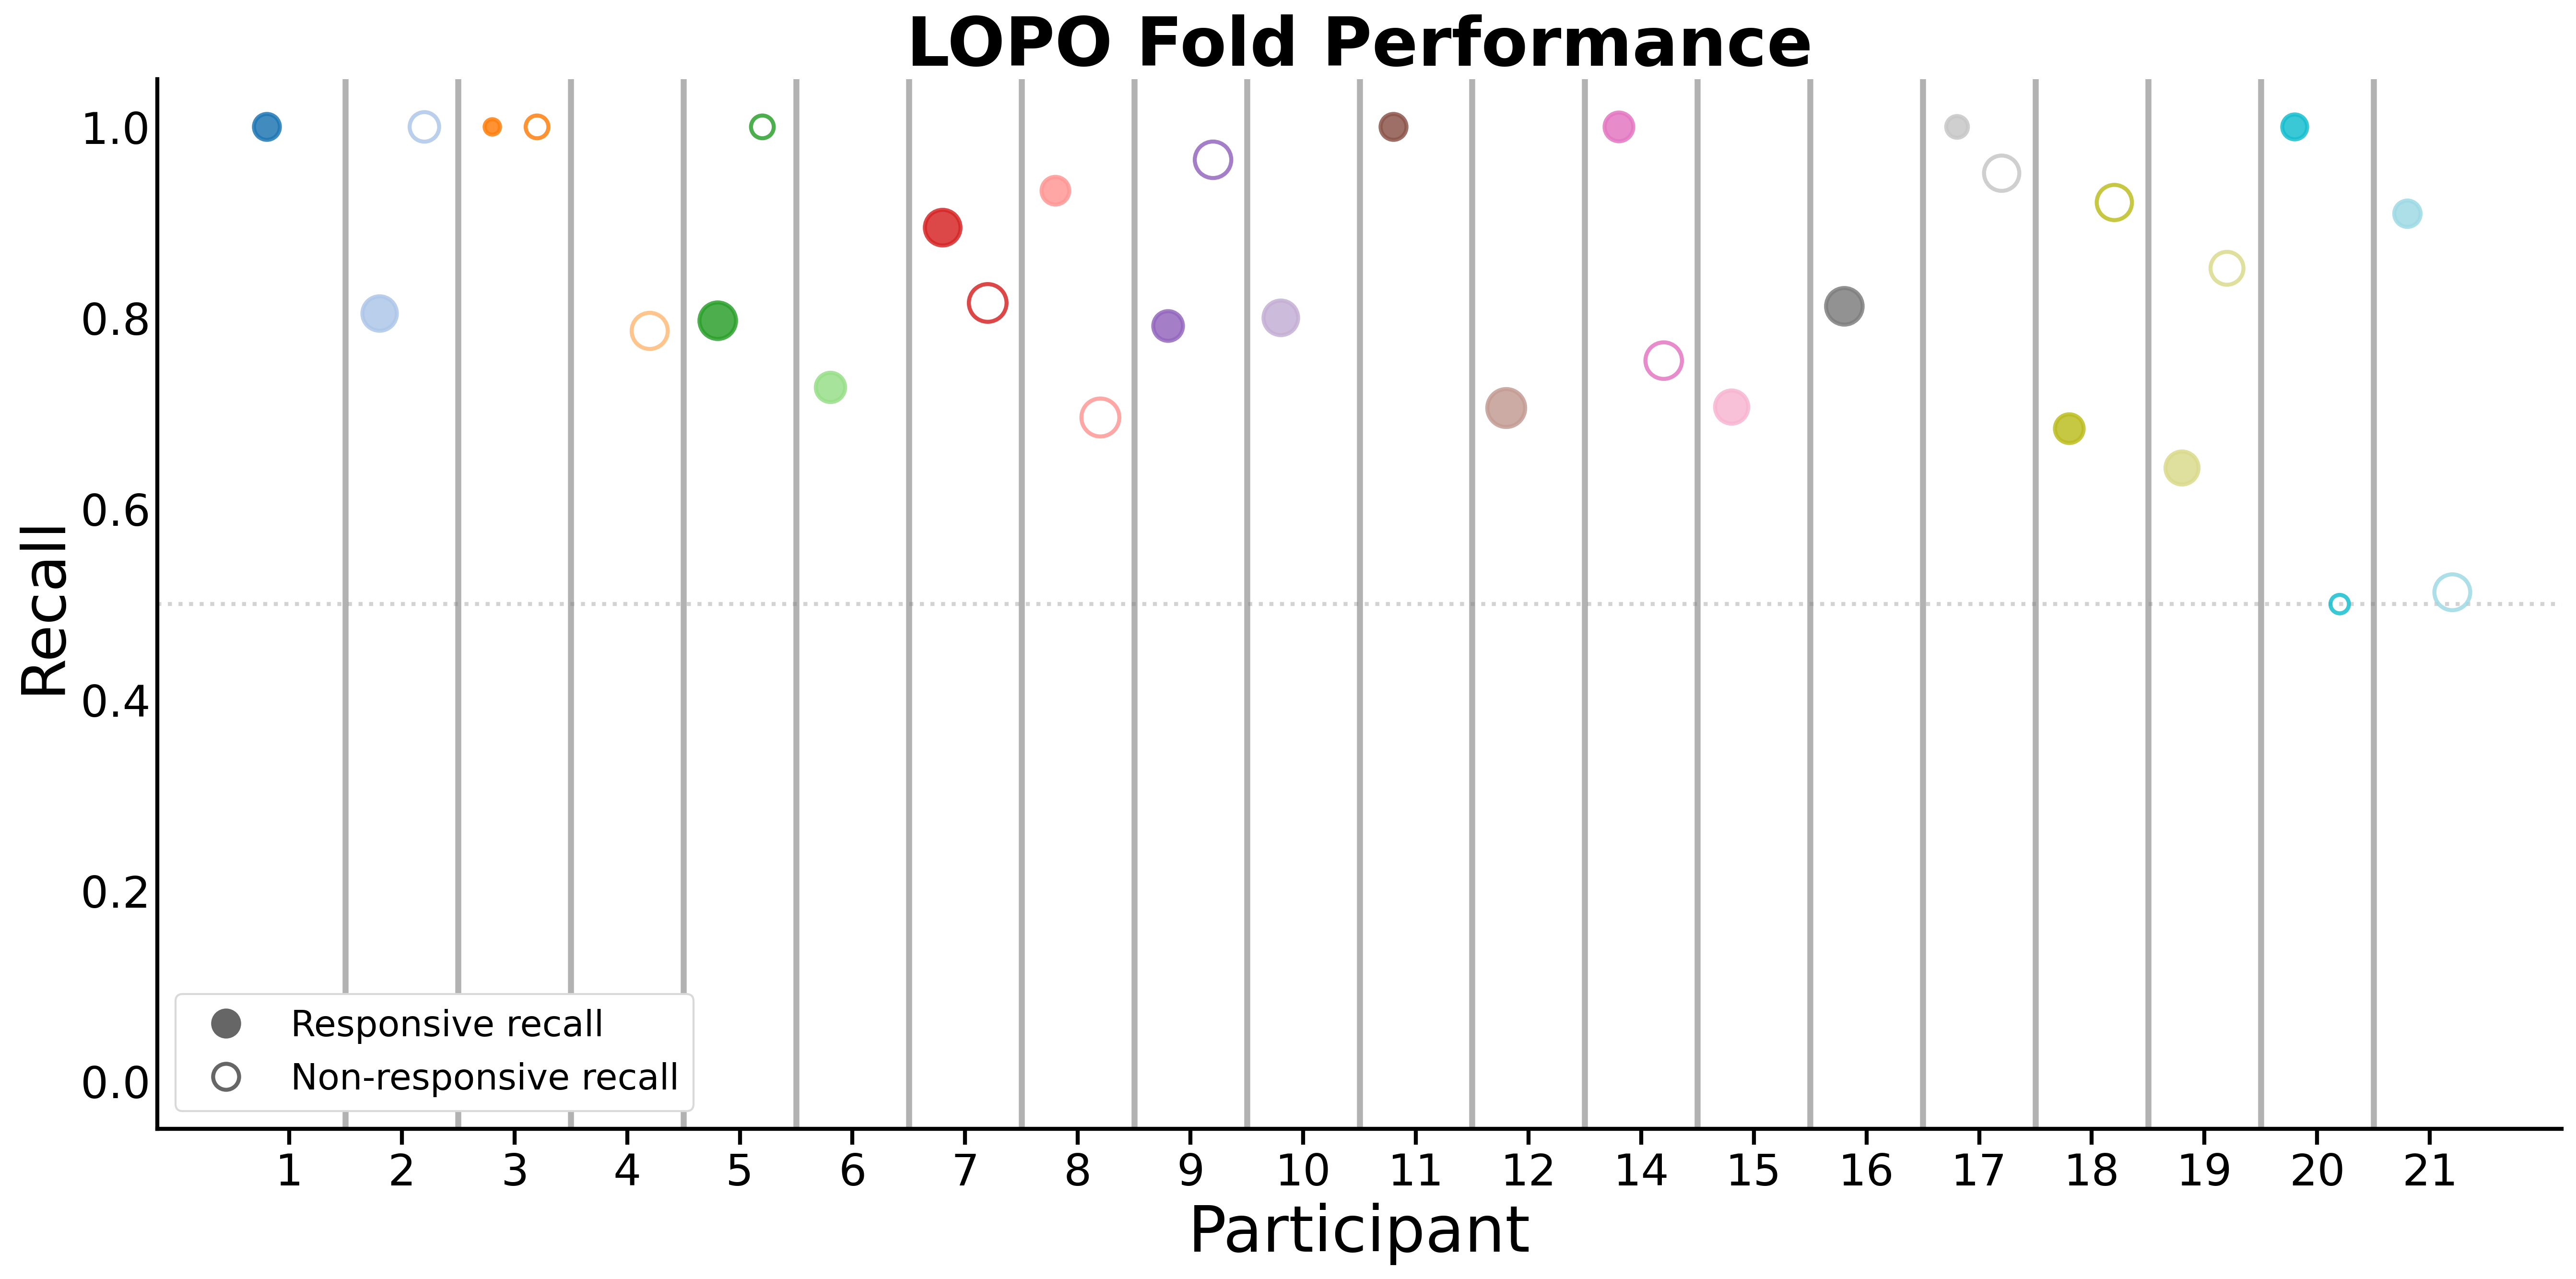 LOPO Fold Performance
Recall
1.0
0.8
0.6
0.4
0.2
0.0
Responsive recall
Non-responsive recall
1 2 3 4 5 6 7 8 9 10 11 12 14 15 16 17 18 19 20 21
Participant